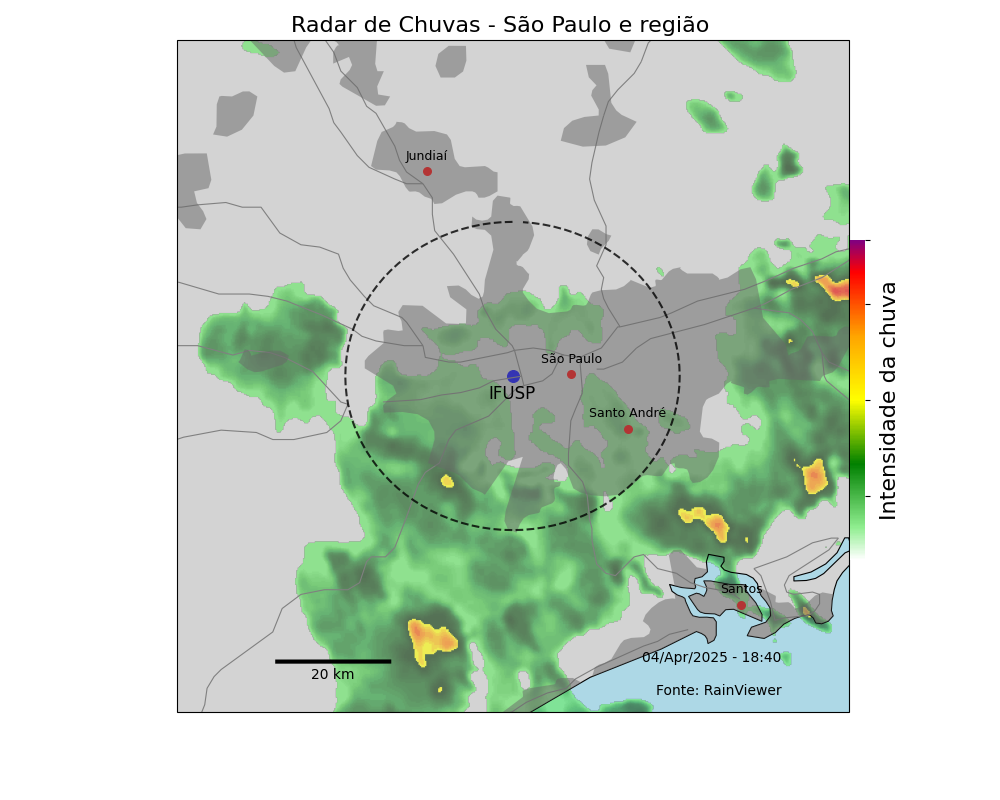 Radar de Chuvas - São Paulo e região
Jundiaí
São Paulo
IFUSP
Santo André
Intensidade da chuva
Santos
04/Apr/2025 - 18:40
20 km
Fonte: RainViewer